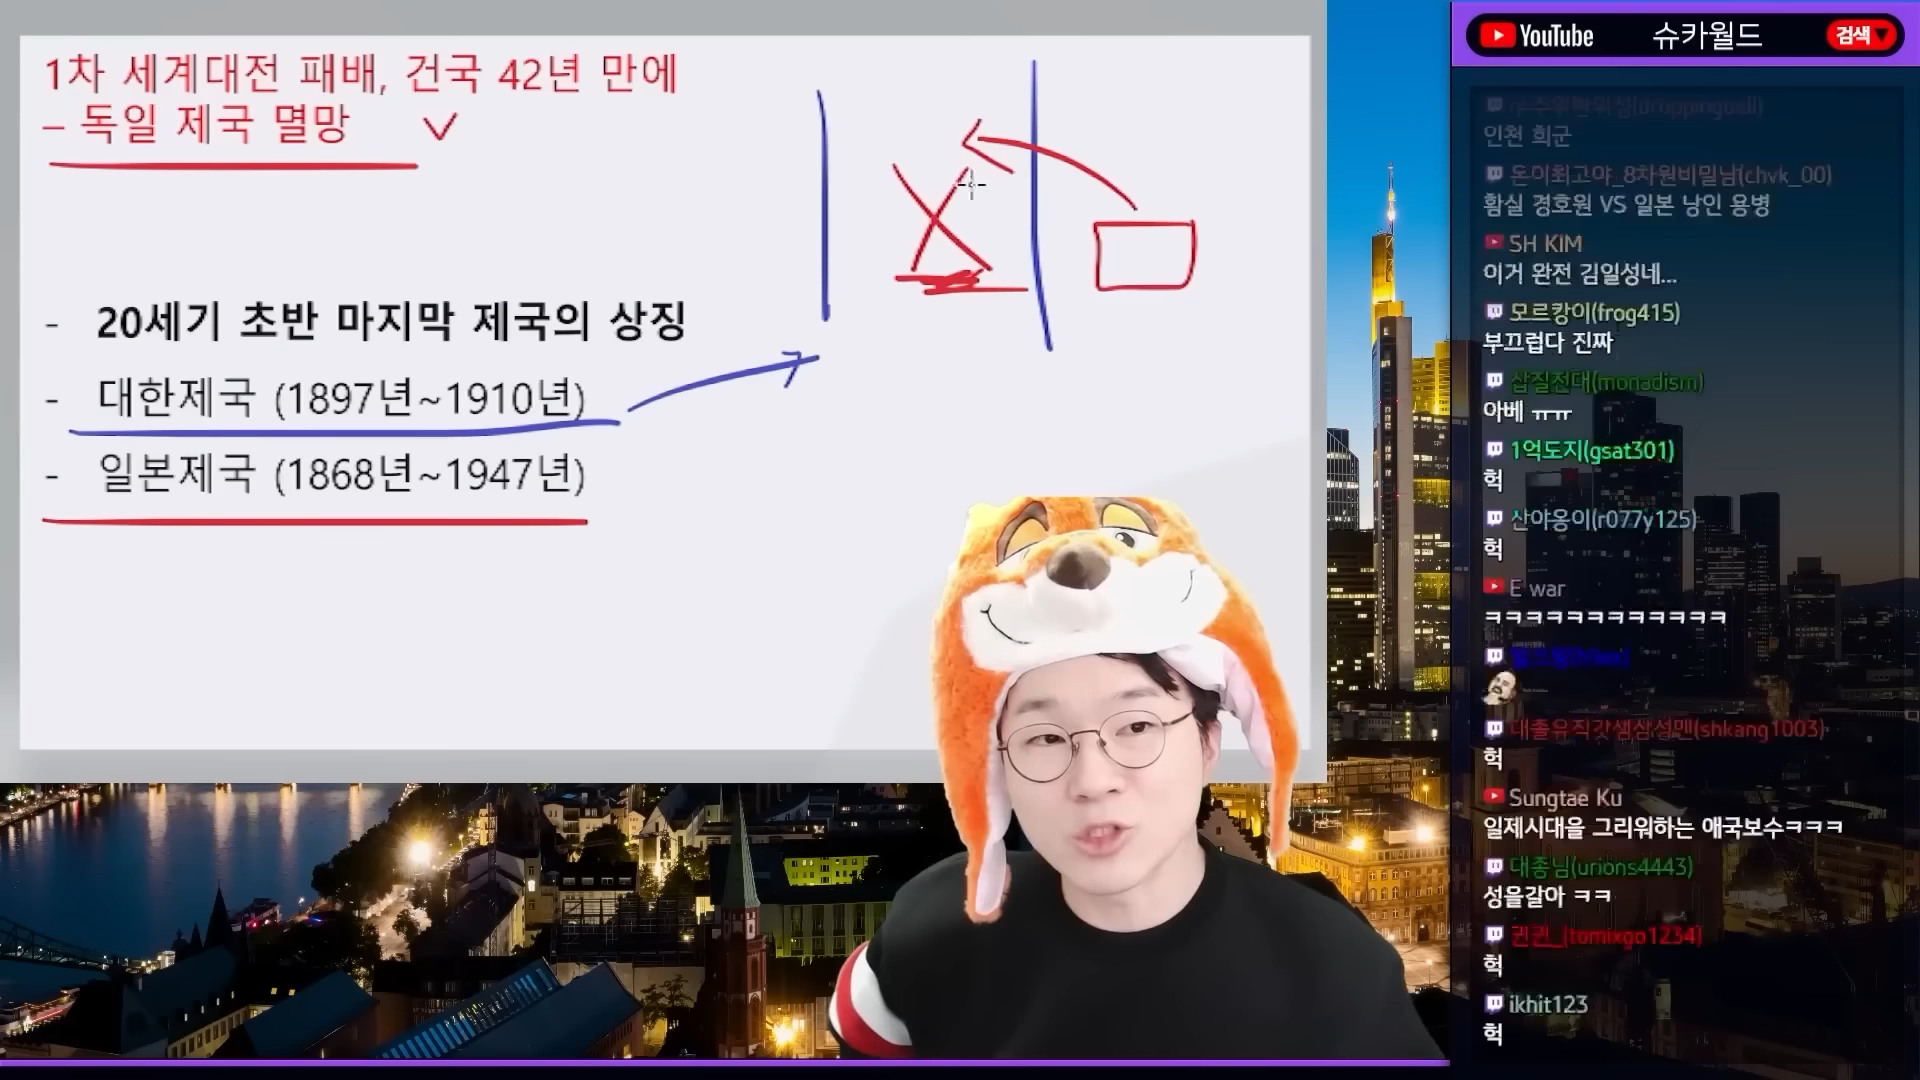 1차 세계대전 패배, 건국 42년 만에
– 독일 제국 멸망
- 20세기 초반 마지막 제국의 상징
- 대한제국 (1897년~1910년)
- 일본제국 (1868년~1947년)
YouTube 슈카월드 검색
인천 희군
돈이최고야_8차원비밀남(chvk_00)
황실 경호원 VS 일본 낭인 용병
SH KIM
이거 완전 김일성네...
모르캉이(frog415)
부끄럽다 진짜
삽질전대(monadism)
아베 ㅠㅠ
1억도지(gsat301)
헉
산야옹이(r077y125)
헉
E war
ㅋㅋㅋㅋㅋㅋㅋㅋㅋㅋㅋㅋ
대출유직갓생삼성맨(shkang1003)
헉
Sungtae Ku
일제시대을 그리워하는 애국보수ㅋㅋㅋ
대종님(urions4443)
성을갈아 ㅋㅋ
퀸퀸_(tomixgo1234)
헉
ikhit123
헉